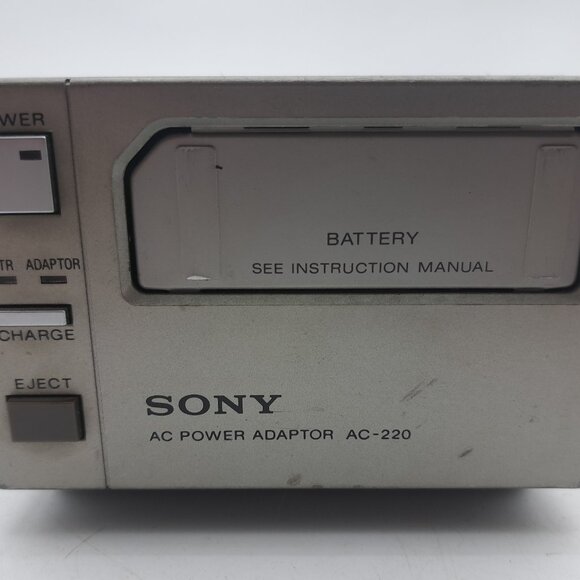 WER
TR ADAPTOR
CHARGE
EJECT
BATTERY
SEE INSTRUCTION MANUAL
SONY
AC POWER ADAPTOR AC-220